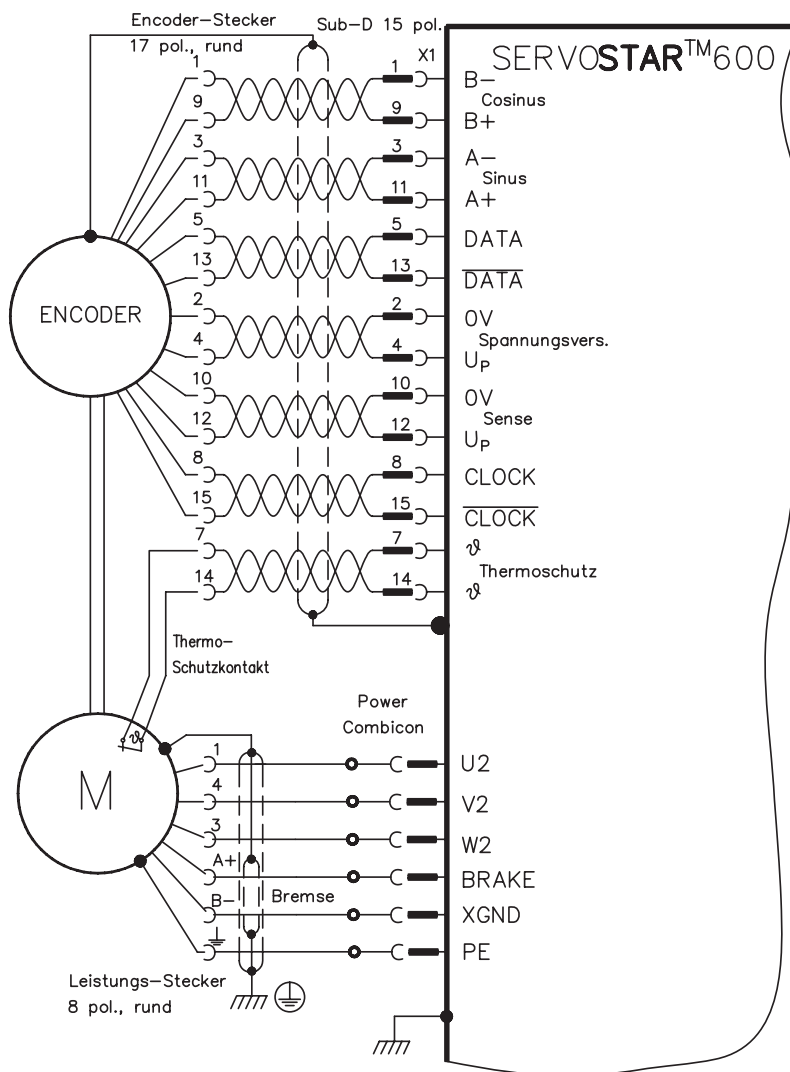 Encoder-Stecker
17 pol., rund
Sub-D 15 pol.
X1
SERVOSTAR™600
1 1 B-
Cosinus
9 9 B+
3 3 A-
Sinus
11 11 A+
5 5 DATA
13 13 DATA
ENCODER
2 2 0V
Spannungsvers.
4 4 UP
10 10 0V
Sense
12 12 UP
8 8 CLOCK
15 15 CLOCK
7 7 ϑ
Thermoschutz
14 14 ϑ
Thermo-
Schutzkontakt
Power
Combicon
ϑ
M
1 U2
4 V2
3 W2
A+ BRAKE
Bremse
B- XGND
PE
Leistungs-Stecker
8 pol., rund